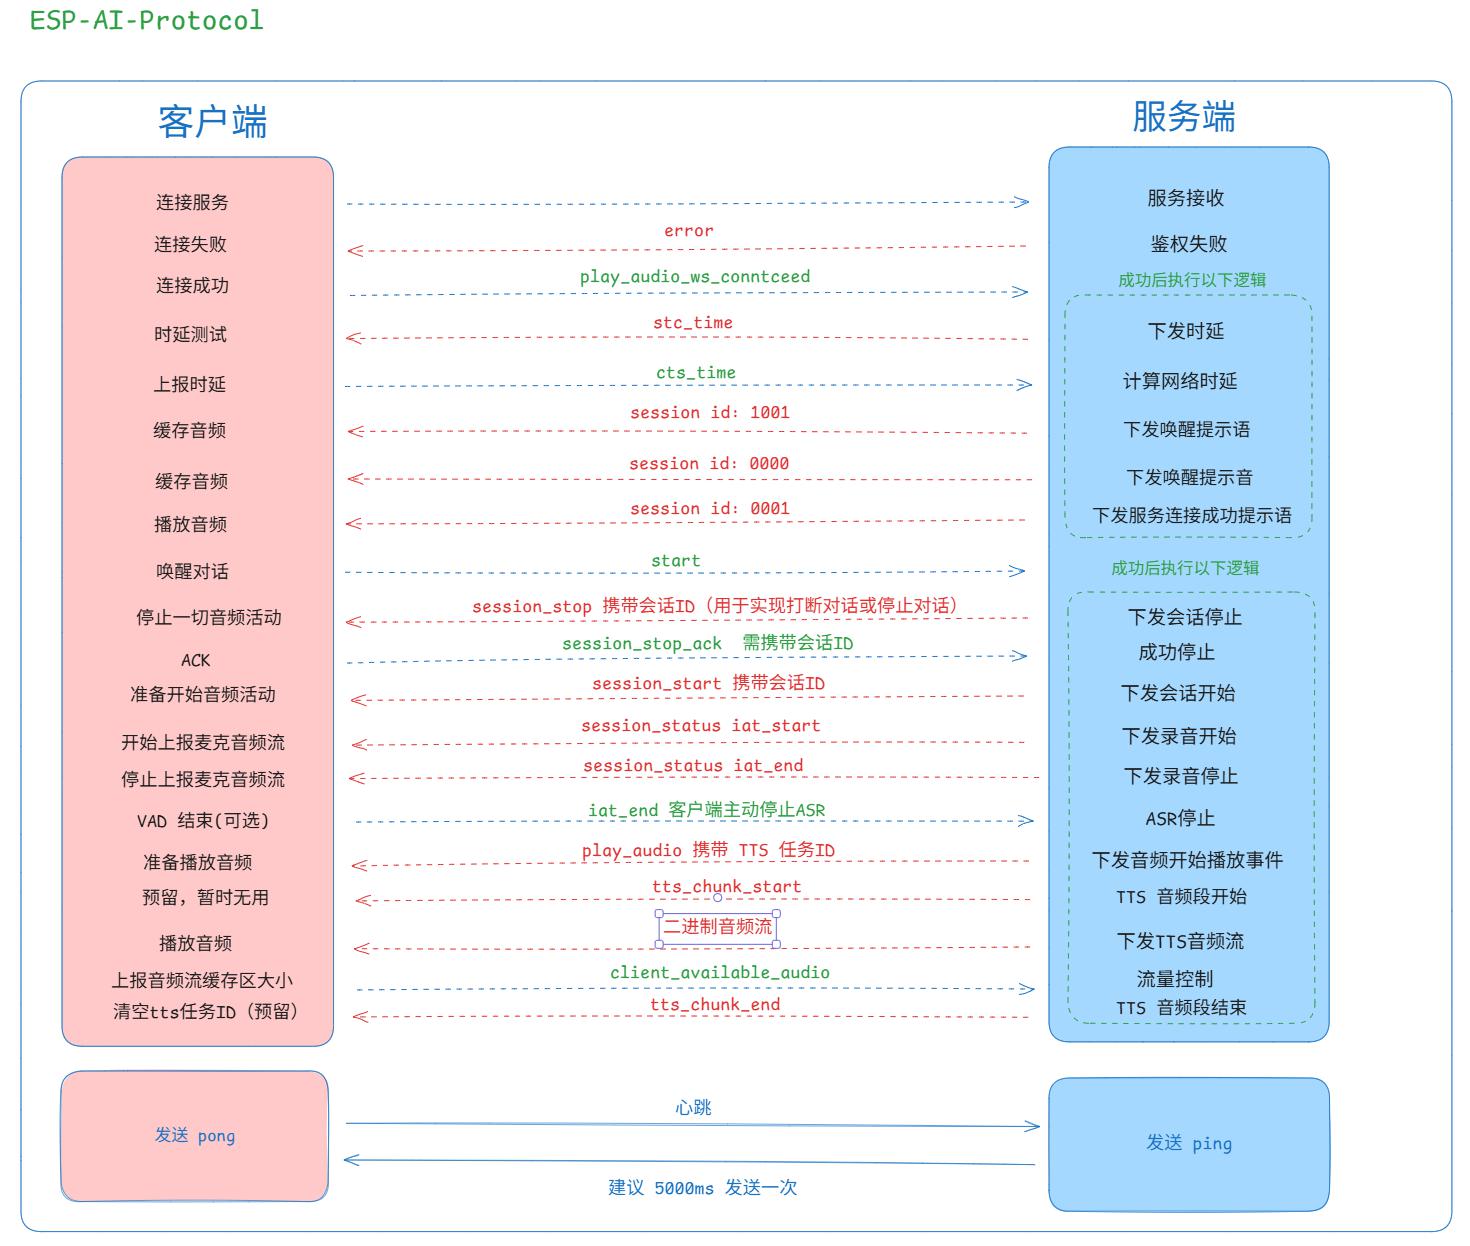 ESP-AI-Protocol
客户端
服务端
连接服务
服务接收
连接失败
error
鉴权失败
连接成功
play_audio_ws_conntceed
成功后执行以下逻辑
时延测试
stc_time
下发时延
上报时延
cts_time
计算网络时延
缓存音频
session id: 1001
下发唤醒提示语
缓存音频
session id: 0000
下发唤醒提示音
播放音频
session id: 0001
下发服务连接成功提示语
唤醒对话
start
成功后执行以下逻辑
停止一切音频活动
session_stop 携带会话ID（用于实现打断对话或停止对话）
下发会话停止
ACK
session_stop_ack  需携带会话ID
成功停止
准备开始音频活动
session_start 携带会话ID
下发会话开始
开始上报麦克音频流
session_status iat_start
下发录音开始
停止上报麦克音频流
session_status iat_end
下发录音停止
VAD 结束(可选)
iat_end 客户端主动停止ASR
ASR停止
准备播放音频
play_audio 携带 TTS 任务ID
下发音频开始播放事件
预留，暂时无用
tts_chunk_start
TTS 音频段开始
播放音频
二进制音频流
下发TTS音频流
上报音频流缓存区大小
client_available_audio
流量控制
清空tts任务ID（预留）
tts_chunk_end
TTS 音频段结束
发送 pong
心跳
发送 ping
建议 5000ms 发送一次